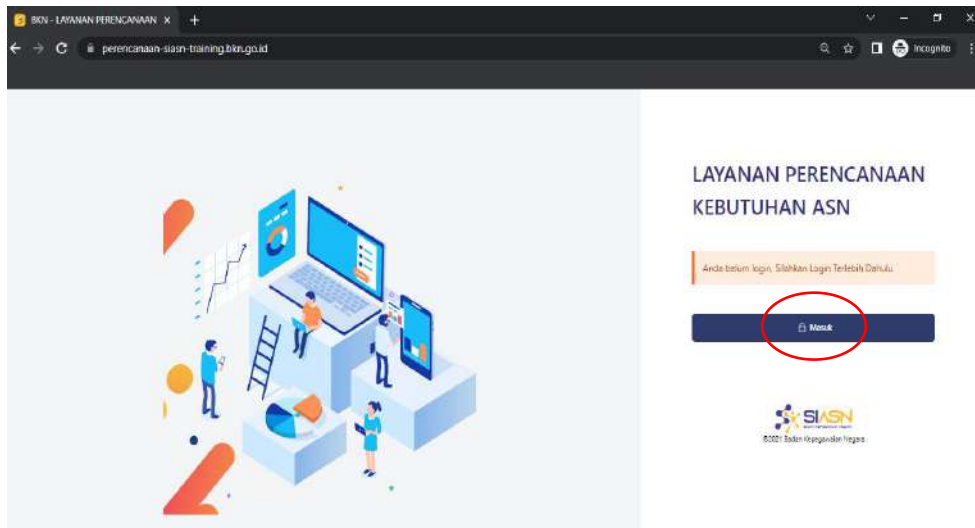 BKN - LAYANAN PERENCANAAN
perencanaan-siasn-training.bkn.go.id
Incognito
LAYANAN PERENCANAAN
KEBUTUHAN ASN
Anda belum login, Silahkan Login Terlebih Dahulu
Masuk
SIASN
©2021 Badan Kepegawaian Negara